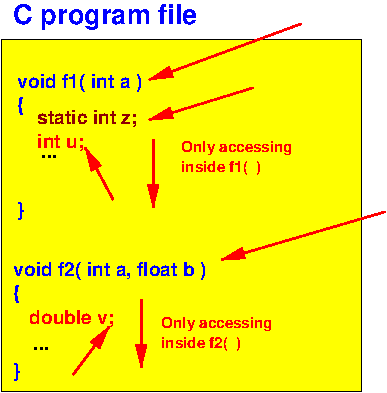 C program file
void f1( int a )
{
static int z;
int u;
...
Only accessing
inside f1(  )
}
void f2( int a, float b )
{
double v;
...
Only accessing
inside f2(  )
}